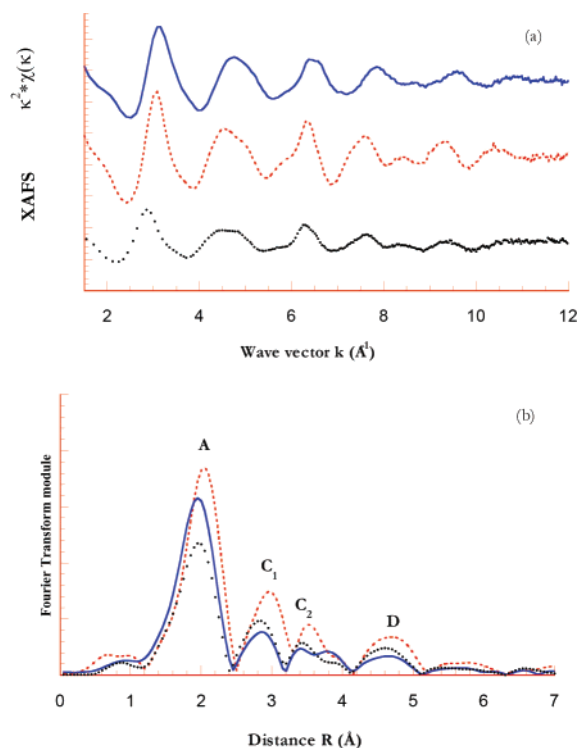 (a)
κ²*χ(κ)
XAFS
2 4 6 8 10 12
Wave vector k (Å⁻¹)
(b)
A
C₁
C₂
D
Fourier Transform module
0 1 2 3 4 5 6 7
Distance R (Å)